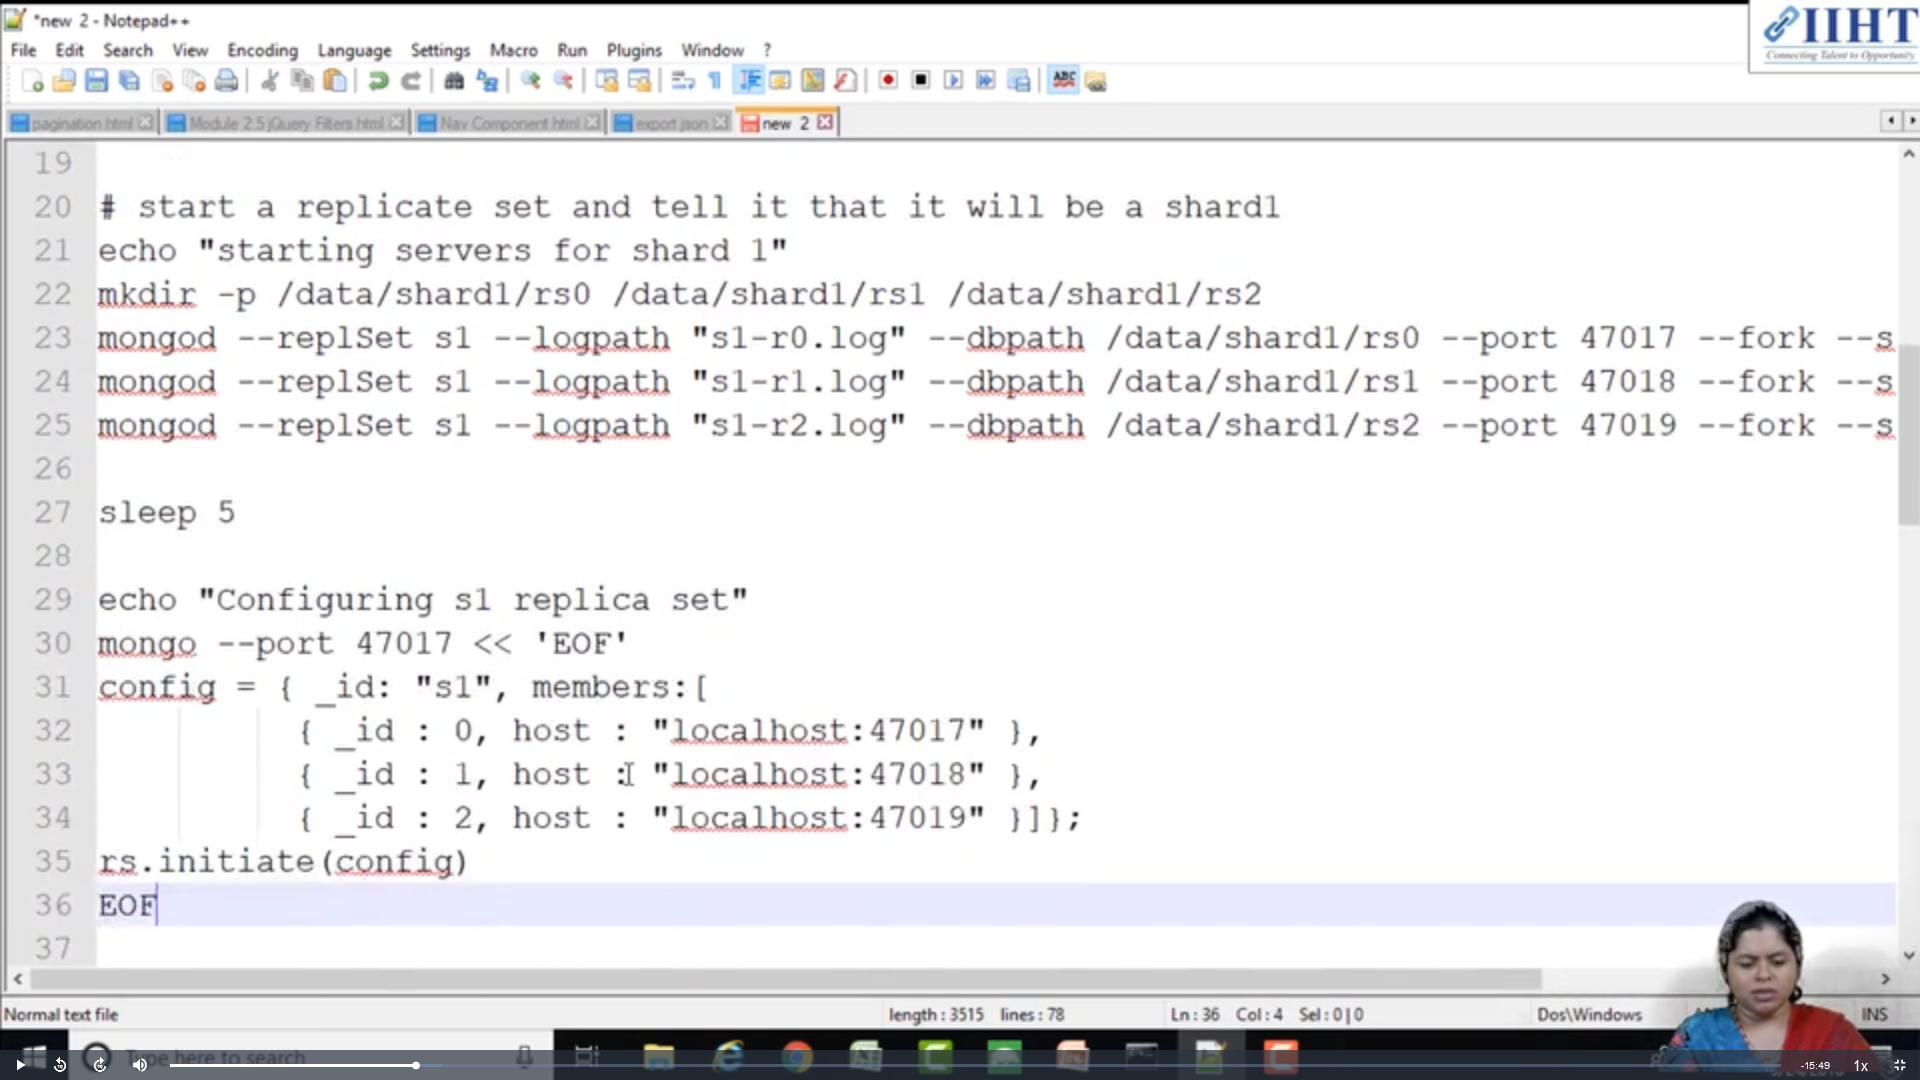 *new 2 - Notepad++
IIHT
Connecting Talent to Opportunity
File Edit Search View Encoding Language Settings Macro Run Plugins Window ?
ABC
pagination.html Module 2.5 jQuery Filters.html Nav Component.html export.json new 2
19
20 # start a replicate set and tell it that it will be a shard1
21 echo "starting servers for shard 1"
22 mkdir -p /data/shard1/rs0 /data/shard1/rs1 /data/shard1/rs2
23 mongod --replSet s1 --logpath "s1-r0.log" --dbpath /data/shard1/rs0 --port 47017 --fork --s
24 mongod --replSet s1 --logpath "s1-r1.log" --dbpath /data/shard1/rs1 --port 47018 --fork --s
25 mongod --replSet s1 --logpath "s1-r2.log" --dbpath /data/shard1/rs2 --port 47019 --fork --s
26
27 sleep 5
28
29 echo "Configuring s1 replica set"
30 mongo --port 47017 << 'EOF'
31 config = { _id: "s1", members:[
32 { _id : 0, host : "localhost:47017" },
33 { _id : 1, host : "localhost:47018" },
34 { _id : 2, host : "localhost:47019" }]};
35 rs.initiate(config)
36 EOF
37
Normal text file length : 3515 lines : 78 Ln : 36 Col : 4 Sel : 0 | 0 Dos\Windows INS
Type here to search
-15:49 1x